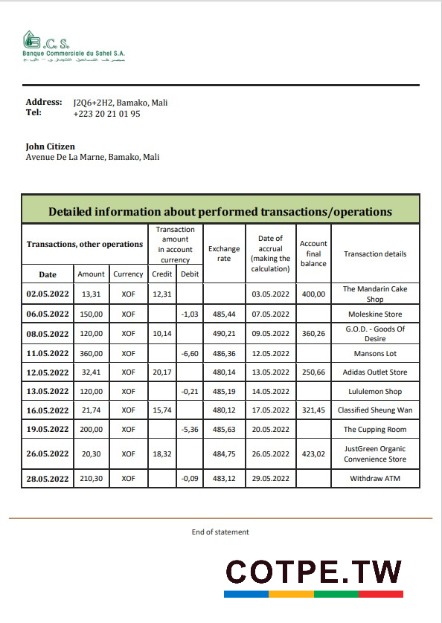 B.C.S.
Banque Commerciale du Sahel S.A.
Address: J2Q6+2H2, Bamako, Mali
Tel: +223 20 21 01 95
John Citizen
Avenue De La Marne, Bamako, Mali
Detailed information about performed transactions/operations
Transactions, other operations
Transaction
amount
in account
currency
Exchange
rate
Date of
accrual
(making the
calculation)
Account
final
balance
Transaction details
Date Amount Currency Credit Debit
02.05.2022 13,31 XOF 12,31 03.05.2022 400,00 The Mandarin Cake
Shop
06.05.2022 150,00 XOF -1,03 485,44 07.05.2022 Moleskine Store
08.05.2022 120,00 XOF 10,14 490,21 09.05.2022 360,26 G.O.D. - Goods Of
Desire
11.05.2022 360,00 XOF -6,60 486,36 12.05.2022 Mansons Lot
12.05.2022 32,41 XOF 20,17 480,14 13.05.2022 250,66 Adidas Outlet Store
13.05.2022 120,00 XOF -0,21 485,19 14.05.2022 Lululemon Shop
16.05.2022 21,74 XOF 15,74 480,12 17.05.2022 321,45 Classified Sheung Wan
19.05.2022 200,00 XOF -5,36 485,63 20.05.2022 The Cupping Room
26.05.2022 20,30 XOF 18,32 484,75 26.05.2022 423,02 JustGreen Organic
Convenience Store
28.05.2022 210,30 XOF -0,09 483,12 29.05.2022 Withdraw ATM
End of statement
COTPE.TW